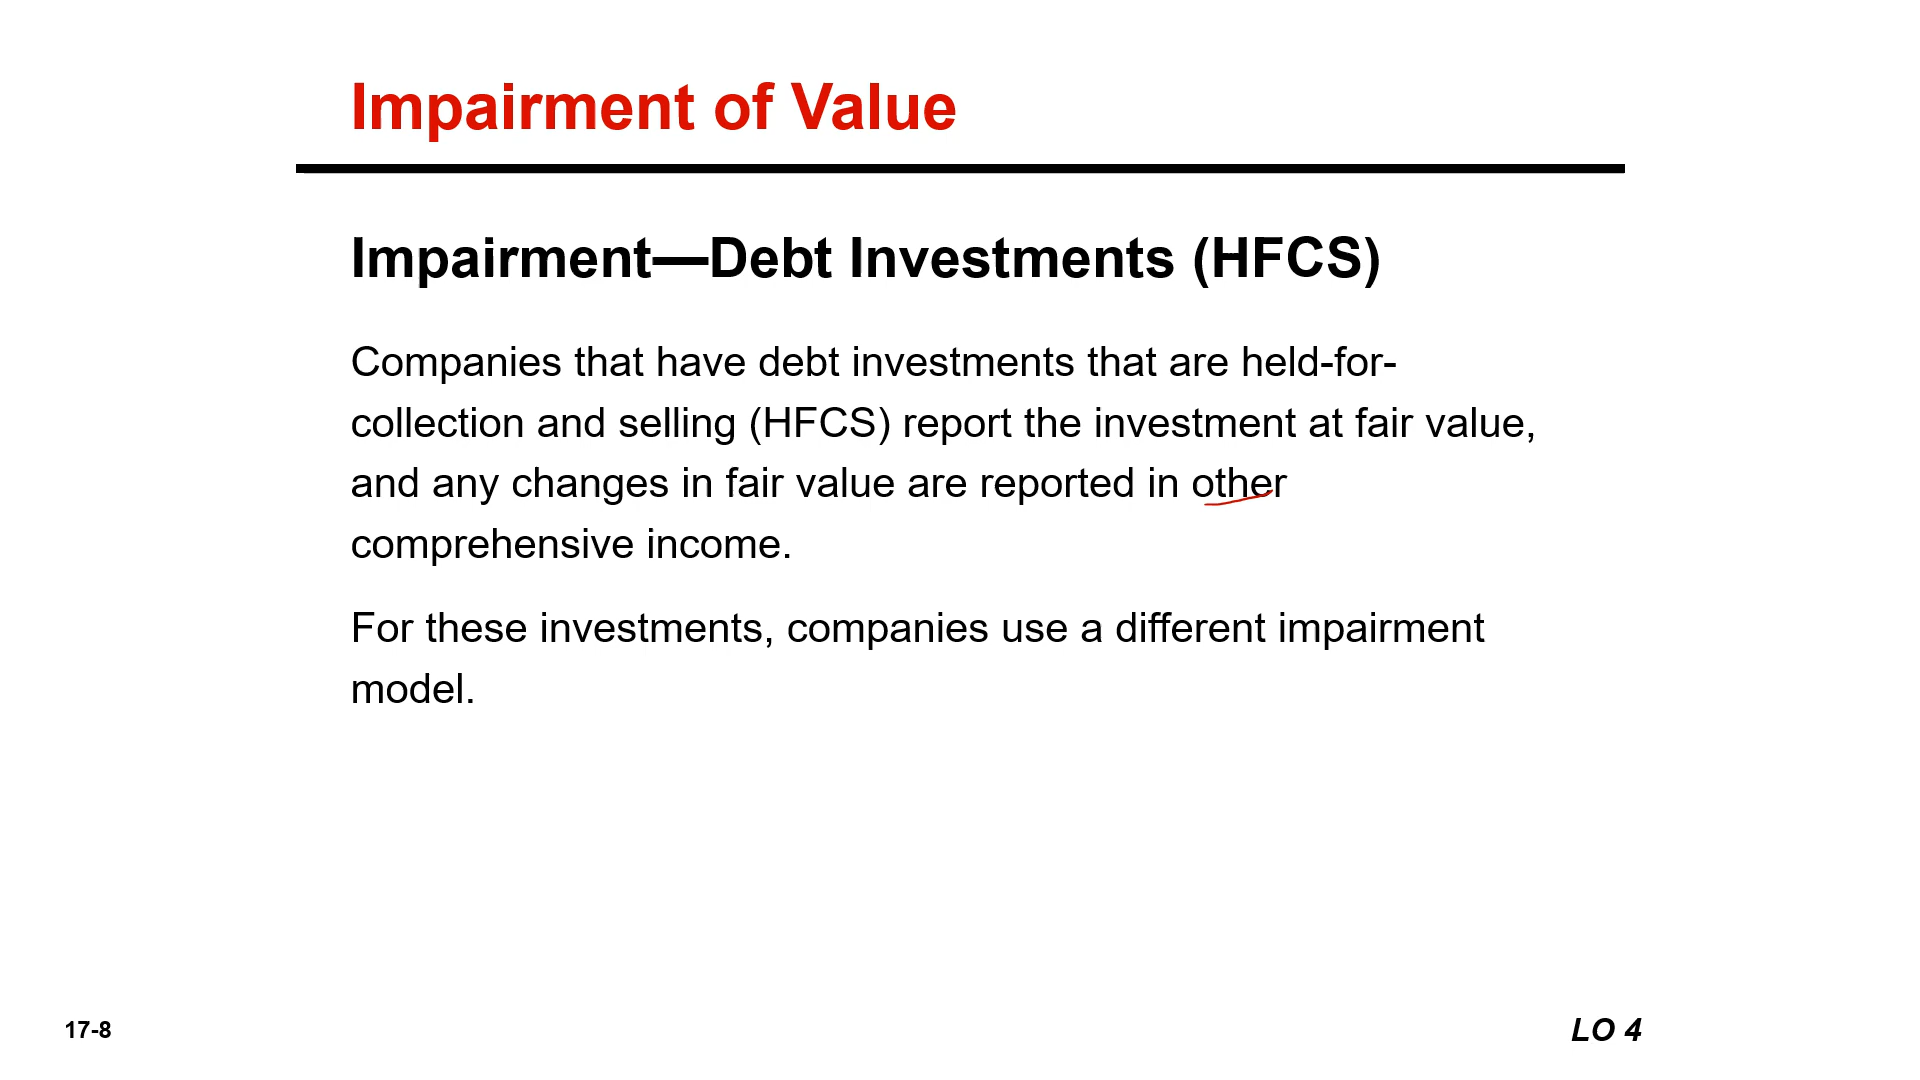 Impairment of Value
Impairment—Debt Investments (HFCS)
Companies that have debt investments that are held-for-
collection and selling (HFCS) report the investment at fair value,
and any changes in fair value are reported in other
comprehensive income.
For these investments, companies use a different impairment
model.
17-8
LO 4